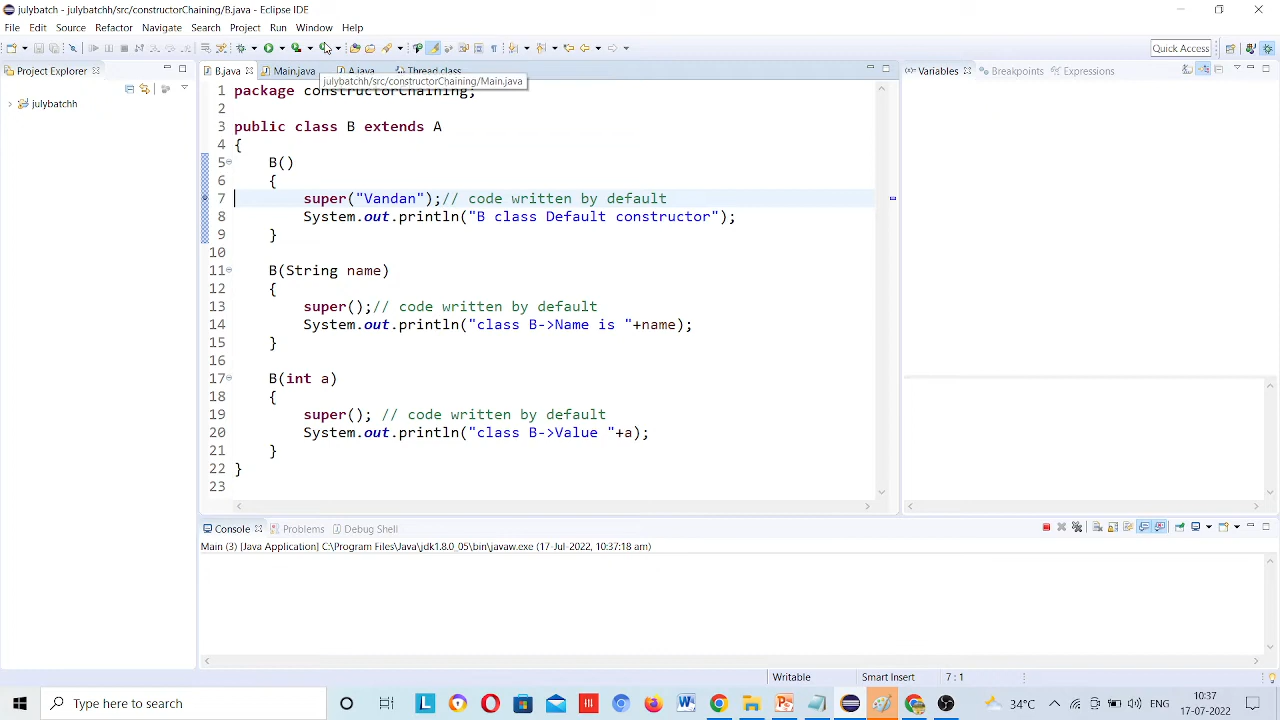 julybatch - julybatchh/src/constructorChaining/B.java - Eclipse IDE
File Edit Source Refactor Navigate Search Project Run Window Help
Quick Access
Project Explorer
julybatchh
B.java Main.java A.java Thread class
julybatchh/src/constructorChaining/Main.java
1 package constructorChaining;
2
3 public class B extends A
4 {
5 B()
6 {
7 super("Vandan");// code written by default
8 System.out.println("B class Default constructor");
9 }
10
11 B(String name)
12 {
13 super();// code written by default
14 System.out.println("class B->Name is "+name);
15 }
16
17 B(int a)
18 {
19 super(); // code written by default
20 System.out.println("class B->Value "+a);
21 }
22 }
23
Variables Breakpoints Expressions
Console Problems Debug Shell
Main (3) [Java Application] C:\Program Files\Java\jdk1.8.0_05\bin\javaw.exe (17-Jul-2022, 10:37:18 am)
Writable Smart Insert 7 : 1
Type here to search
34°C ENG 10:37
17-07-2022